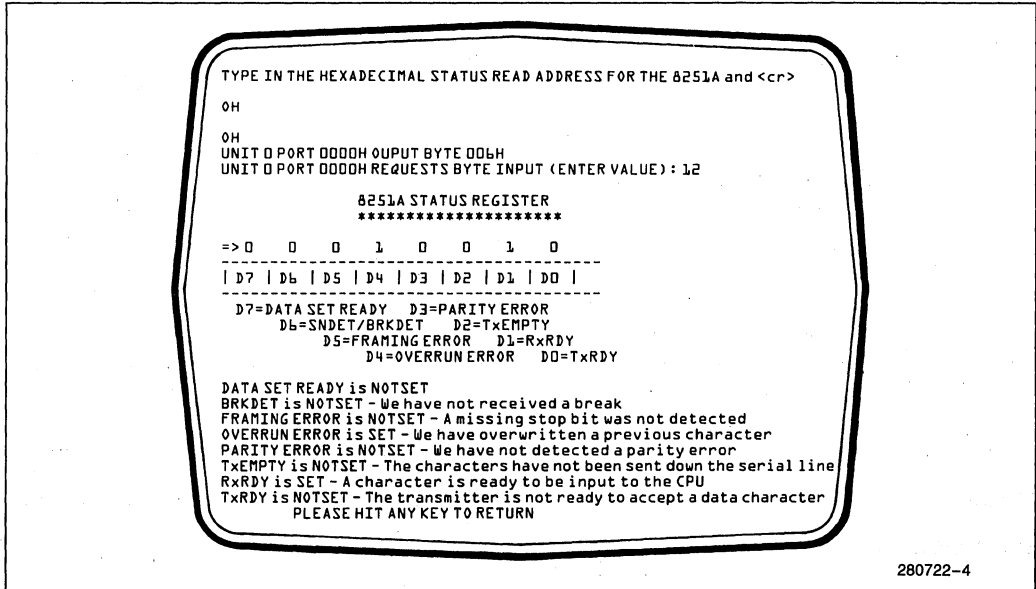 TYPE IN THE HEXADECIMAL STATUS READ ADDRESS FOR THE 8251A and <cr>
0H
0H
UNIT 0 PORT 0000H OUPUT BYTE 006H
UNIT 0 PORT 0000H REQUESTS BYTE INPUT (ENTER VALUE): 12
8251A STATUS REGISTER
*********************
=> 0 0 0 1 0 0 1 0
---------------------------------------
| D7 | D6 | D5 | D4 | D3 | D2 | D1 | D0 |
---------------------------------------
D7=DATA SET READY D3=PARITY ERROR
D6=SNDET/BRKDET D2=TxEMPTY
D5=FRAMING ERROR D1=RxRDY
D4=OVERRUN ERROR D0=TxRDY
DATA SET READY is NOTSET
BRKDET is NOTSET - We have not received a break
FRAMING ERROR is NOTSET - A missing stop bit was not detected
OVERRUN ERROR is SET - We have overwritten a previous character
PARITY ERROR is NOTSET - We have not detected a parity error
TxEMPTY is NOTSET - The characters have not been sent down the serial line
RxRDY is SET - A character is ready to be input to the CPU
TxRDY is NOTSET - The transmitter is not ready to accept a data character
PLEASE HIT ANY KEY TO RETURN
280722-4